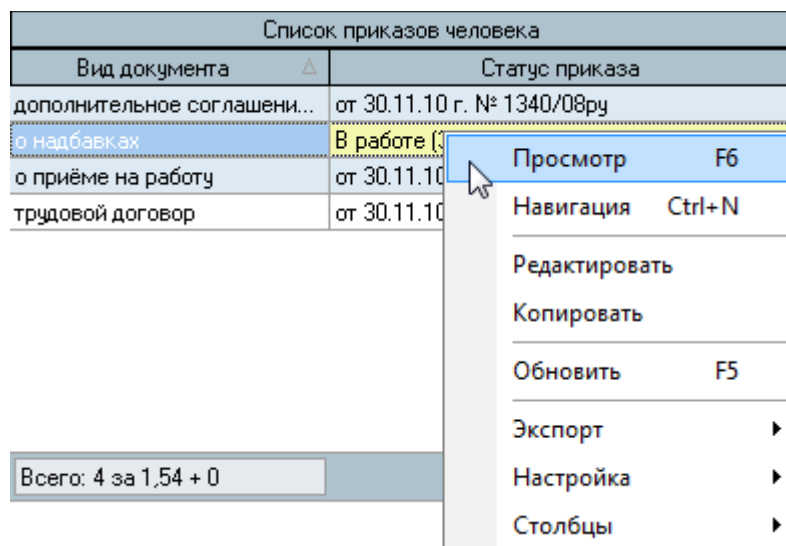 Список приказов человека
Вид документа Статус приказа
дополнительное соглашени... от 30.11.10 г. № 1340/08ру
о надбавках В работе (
о приёме на работу от 30.11.10
трудовой договор от 30.11.10
Просмотр F6
Навигация Ctrl+N
Редактировать
Копировать
Обновить F5
Экспорт
Настройка
Столбцы
Всего: 4 за 1,54 + 0